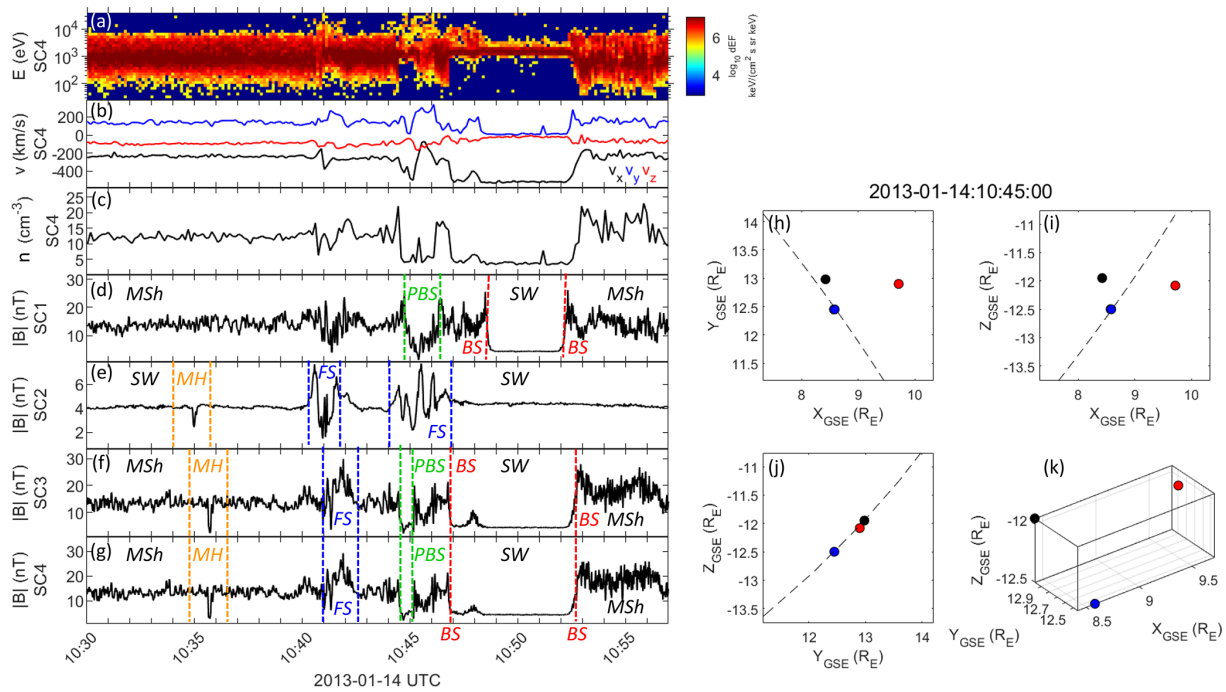 (a)
E (eV)
SC4
10^4
10^3
10^2
6
4
log_10 dEF
keV/(cm^2 s sr keV)
(b)
v (km/s)
SC4
200
0
-200
-400
v_x v_y v_z
(c)
n (cm^-3)
SC4
25
20
15
10
5
(d)
|B| (nT)
SC1
30
20
10
MSh
PBS
BS
SW
BS
MSh
(e)
|B| (nT)
SC2
6
4
2
SW
MH
FS
FS
SW
(f)
|B| (nT)
SC3
30
20
10
MSh
MH
FS
PBS
BS
SW
BS
MSh
(g)
|B| (nT)
SC4
30
20
10
MSh
MH
FS
PBS
BS
SW
BS
MSh
10:30
10:35
10:40
10:45
10:50
10:55
2013-01-14 UTC
2013-01-14:10:45:00
(h)
Y_GSE (R_E)
14
13.5
13
12.5
12
11.5
8
9
10
X_GSE (R_E)
(i)
Z_GSE (R_E)
-11
-11.5
-12
-12.5
-13
-13.5
8
9
10
X_GSE (R_E)
(j)
Z_GSE (R_E)
-11
-11.5
-12
-12.5
-13
-13.5
12
13
14
Y_GSE (R_E)
(k)
Z_GSE (R_E)
-12
-12.5
12.9
12.7
12.5
Y_GSE (R_E)
8.5
9
9.5
X_GSE (R_E)